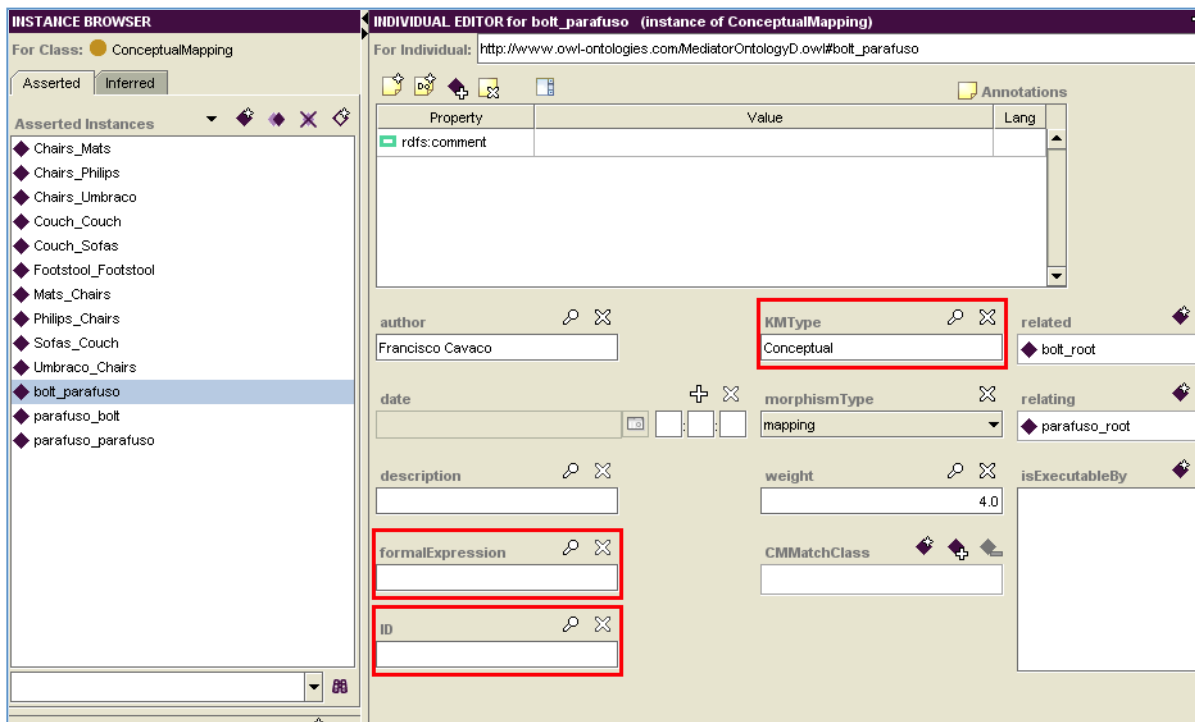 INSTANCE BROWSER
For Class: ConceptualMapping
Asserted Inferred
Asserted Instances
Chairs_Mats
Chairs_Philips
Chairs_Umbraco
Couch_Couch
Couch_Sofas
Footstool_Footstool
Mats_Chairs
Philips_Chairs
Sofas_Couch
Umbraco_Chairs
bolt_parafuso
parafuso_bolt
parafuso_parafuso
INDIVIDUAL EDITOR for bolt_parafuso (instance of ConceptualMapping)
For Individual: http://www.owl-ontologies.com/MediatorOntologyD.owl#bolt_parafuso
Annotations
Property Value Lang
rdfs:comment
author
Francisco Cavaco
date
: :
description
formalExpression
ID
KMType
Conceptual
morphismType
mapping
weight
4.0
CMMatchClass
related
bolt_root
relating
parafuso_root
isExecutableBy